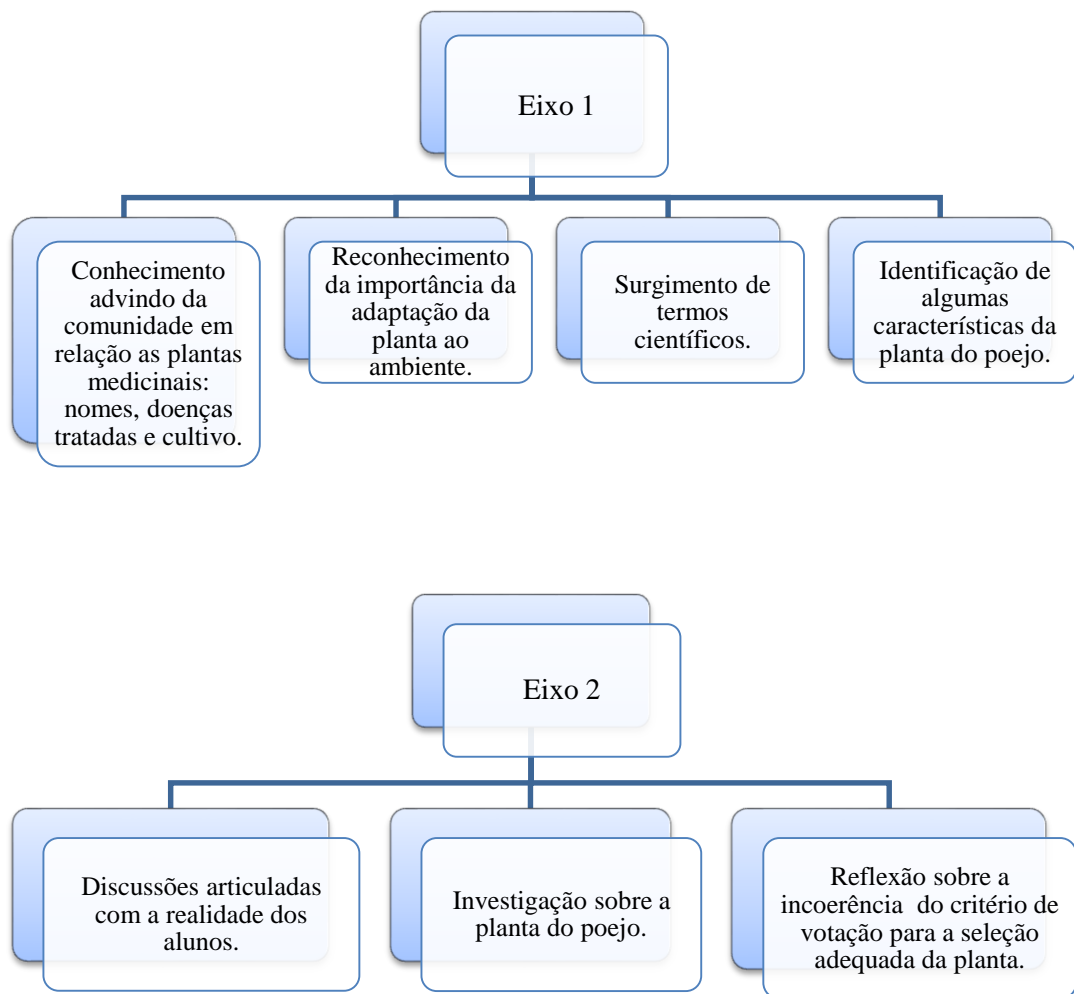 Eixo 1
Conhecimento
advindo da
comunidade em
relação as plantas
medicinais:
nomes, doenças
tratadas e cultivo.
Reconhecimento
da importância da
adaptação da
planta ao
ambiente.
Surgimento de
termos
científicos.
Identificação de
algumas
características da
planta do poejo.
Eixo 2
Discussões articuladas
com a realidade dos
alunos.
Investigação sobre a
planta do poejo.
Reflexão sobre a
incoerência do critério de
votação para a seleção
adequada da planta.